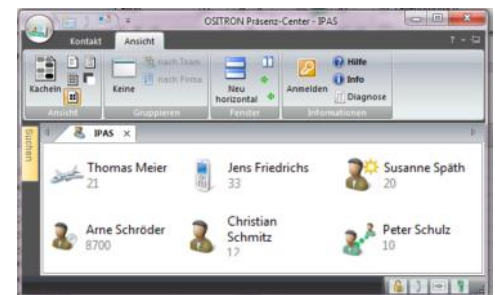 OSITRON Präsenz-Center - IPAS
Kontakt Ansicht
Kacheln
Keine
nach Team
nach Firma
Neu
horizontal
Anmelden
Hilfe
Info
Diagnose
Ansicht Gruppieren Fenster Informationen
Suchen
IPAS
Thomas Meier
21
Jens Friedrichs
33
Susanne Späth
20
Arne Schröder
8700
Christian
Schmitz
12
Peter Schulz
10